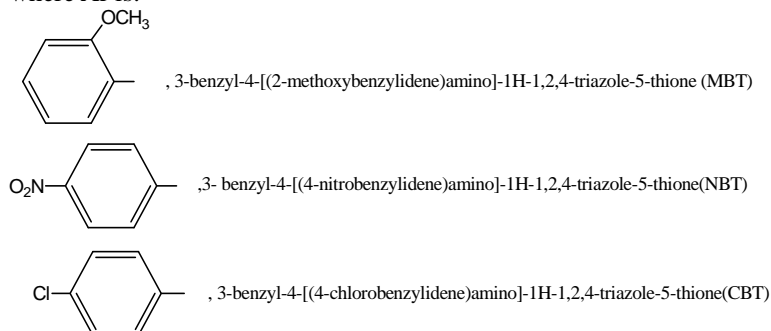 OCH3
, 3-benzyl-4-[(2-methoxybenzylidene)amino]-1H-1,2,4-triazole-5-thione (MBT)
O2N
,3- benzyl-4-[(4-nitrobenzylidene)amino]-1H-1,2,4-triazole-5-thione(NBT)
Cl
, 3-benzyl-4-[(4-chlorobenzylidene)amino]-1H-1,2,4-triazole-5-thione(CBT)